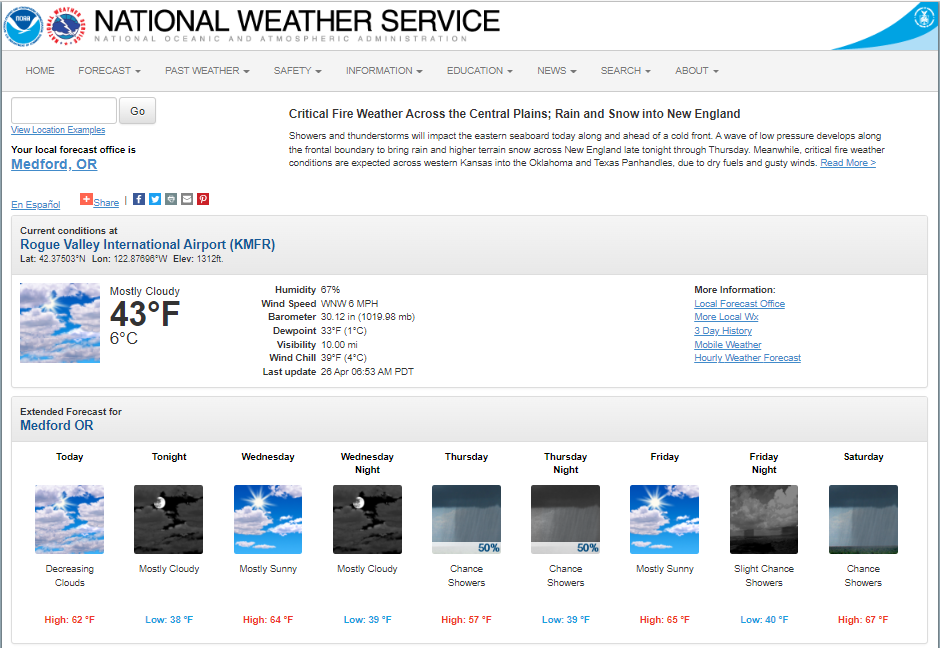 NATIONAL WEATHER SERVICE
NATIONAL OCEANIC AND ATMOSPHERIC ADMINISTRATION
HOME FORECAST PAST WEATHER SAFETY INFORMATION EDUCATION NEWS SEARCH ABOUT
Go
View Location Examples
Your local forecast office is
Medford, OR
En Español Share |
Critical Fire Weather Across the Central Plains; Rain and Snow into New England
Showers and thunderstorms will impact the eastern seaboard today along and ahead of a cold front. A wave of low pressure develops along
the frontal boundary to bring rain and higher terrain snow across New England late tonight through Thursday. Meanwhile, critical fire weather
conditions are expected across western Kansas into the Oklahoma and Texas Panhandles, due to dry fuels and gusty winds. Read More >
Current conditions at
Rogue Valley International Airport (KMFR)
Lat: 42.37503°N Lon: 122.87696°W Elev: 1312ft.
Mostly Cloudy
43°F
6°C
Humidity 67%
Wind Speed WNW 6 MPH
Barometer 30.12 in (1019.98 mb)
Dewpoint 33°F (1°C)
Visibility 10.00 mi
Wind Chill 39°F (4°C)
Last update 26 Apr 06:53 AM PDT
More Information:
Local Forecast Office
More Local Wx
3 Day History
Mobile Weather
Hourly Weather Forecast
Extended Forecast for
Medford OR
Today
Decreasing
Clouds
High: 62 °F
Tonight
Mostly Cloudy
Low: 38 °F
Wednesday
Mostly Sunny
High: 64 °F
Wednesday
Night
Mostly Cloudy
Low: 39 °F
Thursday
50%
Chance
Showers
High: 57 °F
Thursday
Night
50%
Chance
Showers
Low: 39 °F
Friday
Mostly Sunny
High: 65 °F
Friday
Night
Slight Chance
Showers
Low: 40 °F
Saturday
Chance
Showers
High: 67 °F